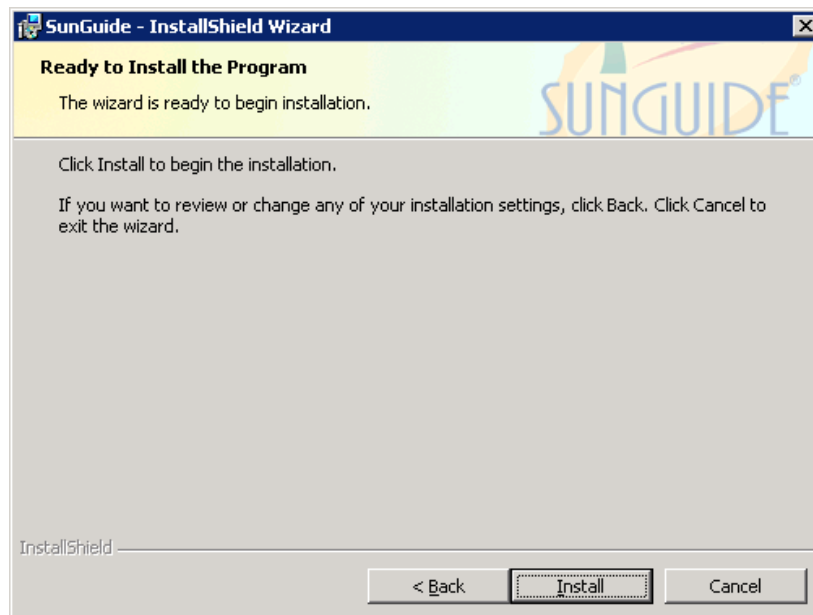 SunGuide - InstallShield Wizard
Ready to Install the Program
The wizard is ready to begin installation.
SUNGUIDE®
Click Install to begin the installation.
If you want to review or change any of your installation settings, click Back. Click Cancel to
exit the wizard.
InstallShield
< Back Install Cancel